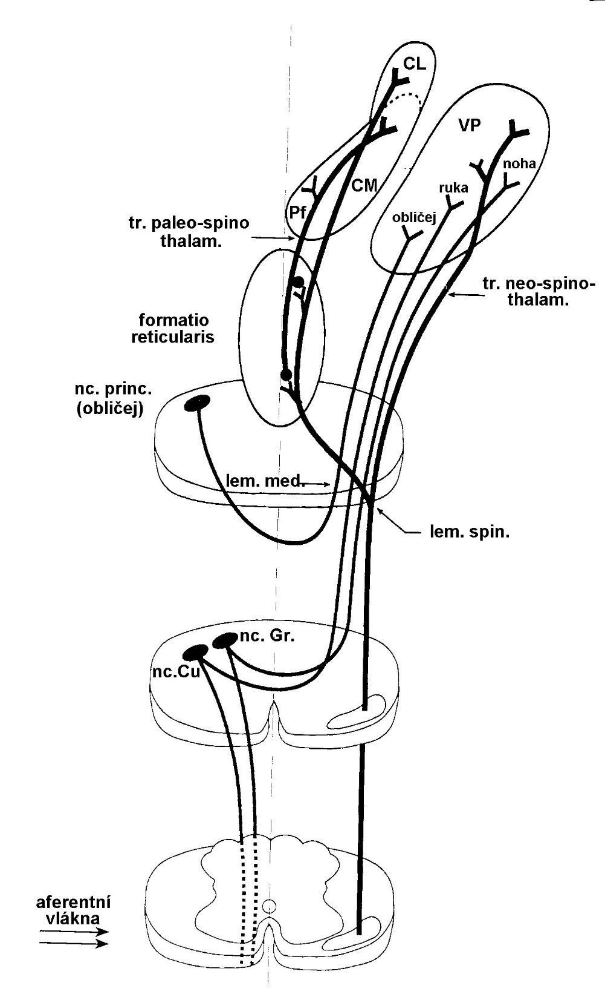 CL
VP
noha
CM
ruka
Pf
obličej
tr. paleo-spino
thalam.
tr. neo-spino-
thalam.
formatio
reticularis
nc. princ.
(obličej)
lem. med.
lem. spin.
nc. Gr.
nc.Cu
aferentní
vlákna